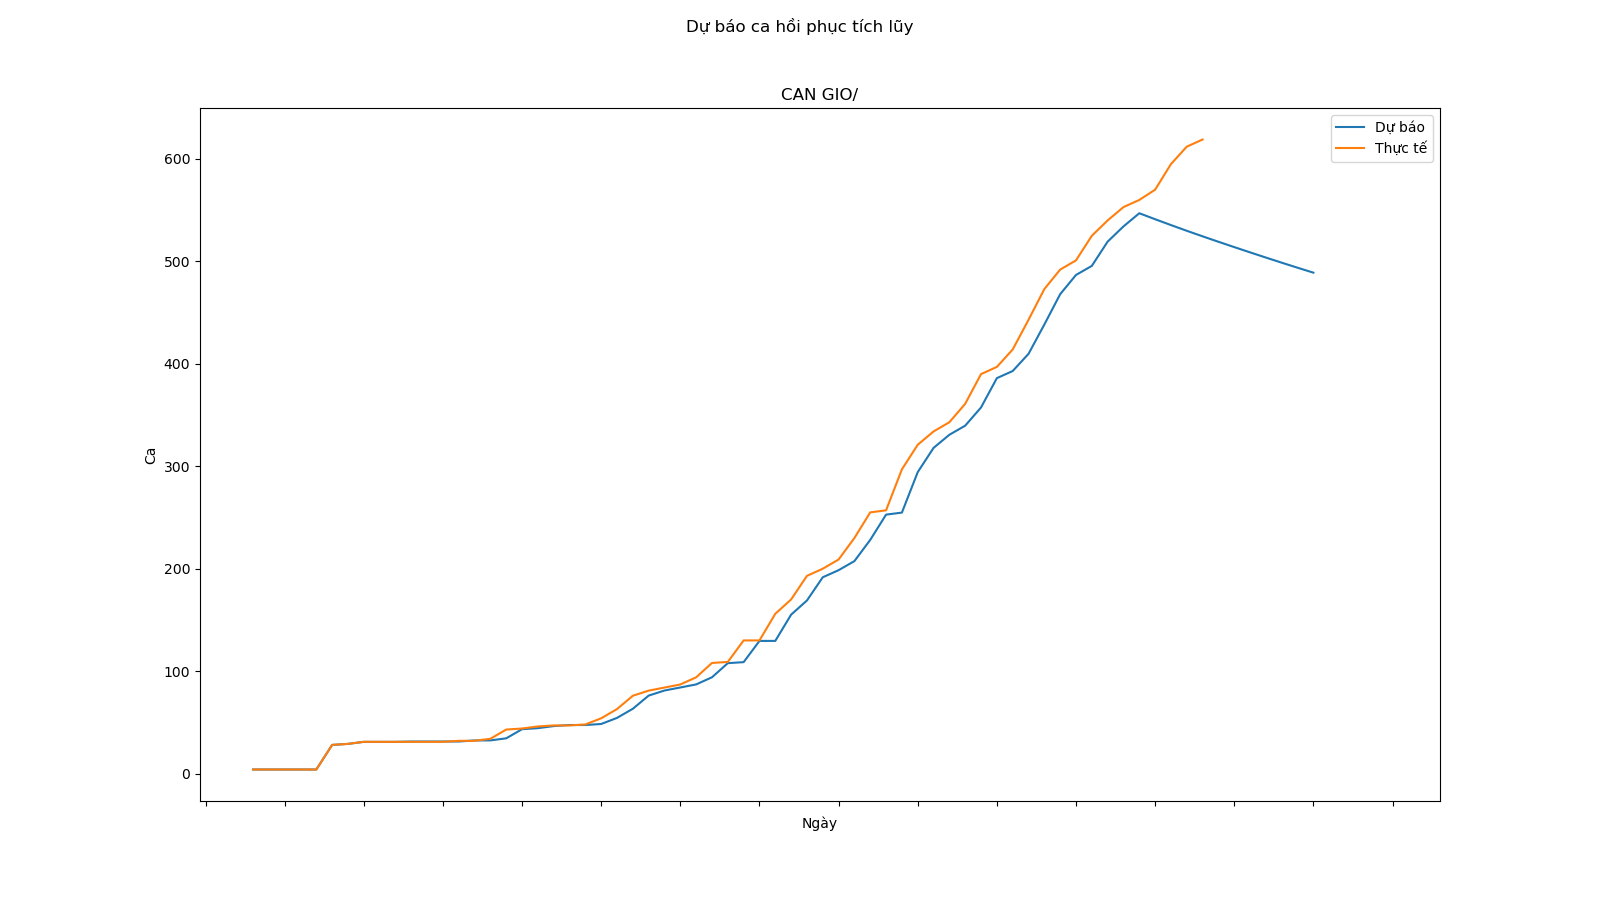 Dự báo ca hồi phục tích lũy
CAN GIO/
Dự báo
Thực tế
600
500
400
300
200
100
0
Ca
Ngày